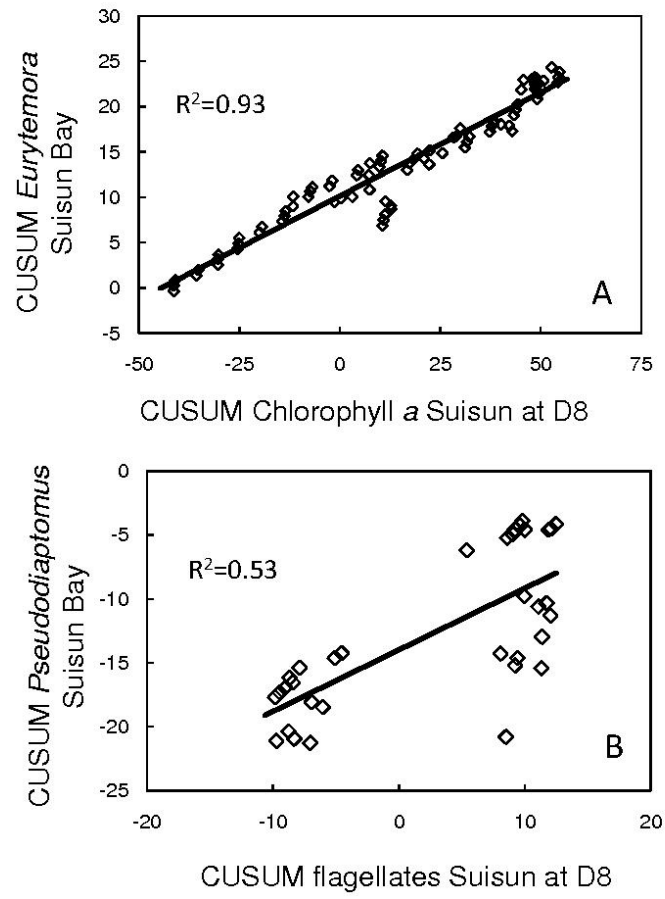 30
25
20
15
10
5
0
-5
CUSUM Eurytemora
Suisun Bay
R²=0.93
A
-50
-25
0
25
50
75
CUSUM Chlorophyll a Suisun at D8
0
-5
-10
-15
-20
-25
CUSUM Pseudodiaptomus
Suisun Bay
R²=0.53
B
-20
-10
0
10
20
CUSUM flagellates Suisun at D8